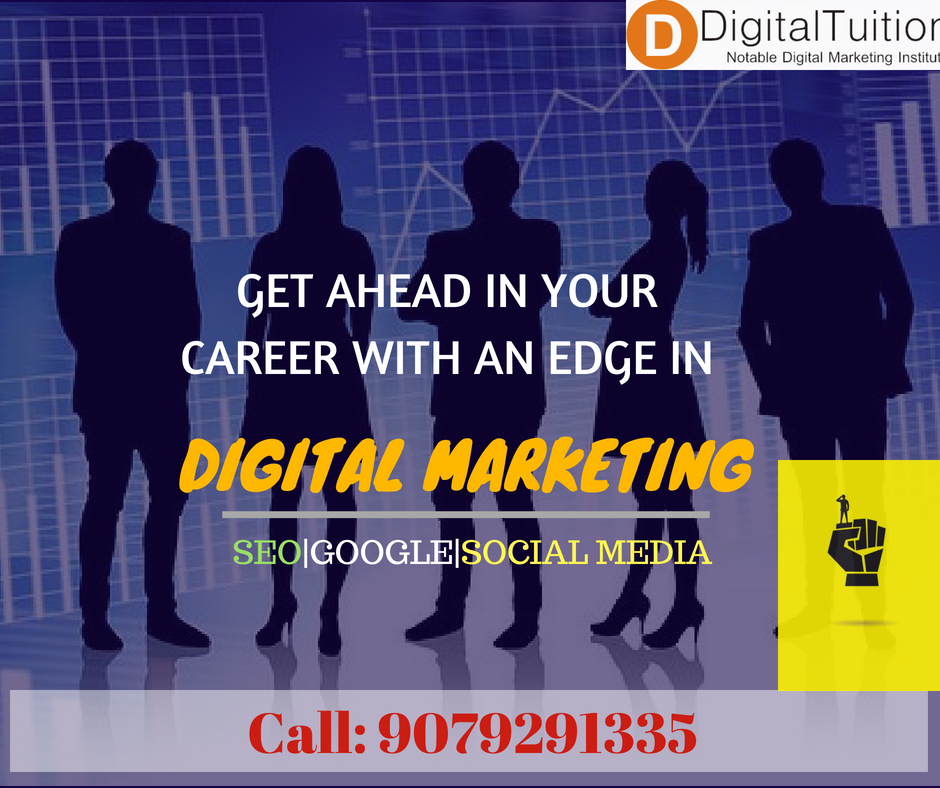 D DigitalTuition
Notable Digital Marketing Institut
GET AHEAD IN YOUR
CAREER WITH AN EDGE IN
DIGITAL MARKETING
SEO|GOOGLE|SOCIAL MEDIA
Call: 9079291335